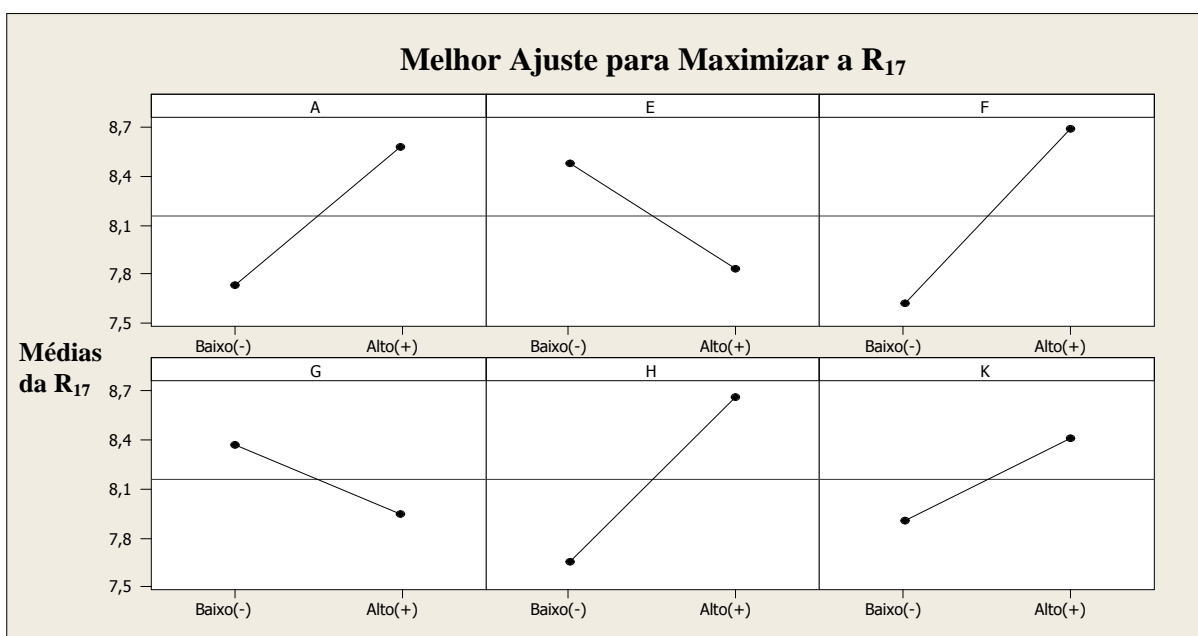 Melhor Ajuste para Maximizar a R₁₇
A E F
8,7
8,4
8,1
7,8
7,5
Baixo(-) Alto(+) Baixo(-) Alto(+) Baixo(-) Alto(+)
Médias
da R₁₇
G H K
8,7
8,4
8,1
7,8
7,5
Baixo(-) Alto(+) Baixo(-) Alto(+) Baixo(-) Alto(+)